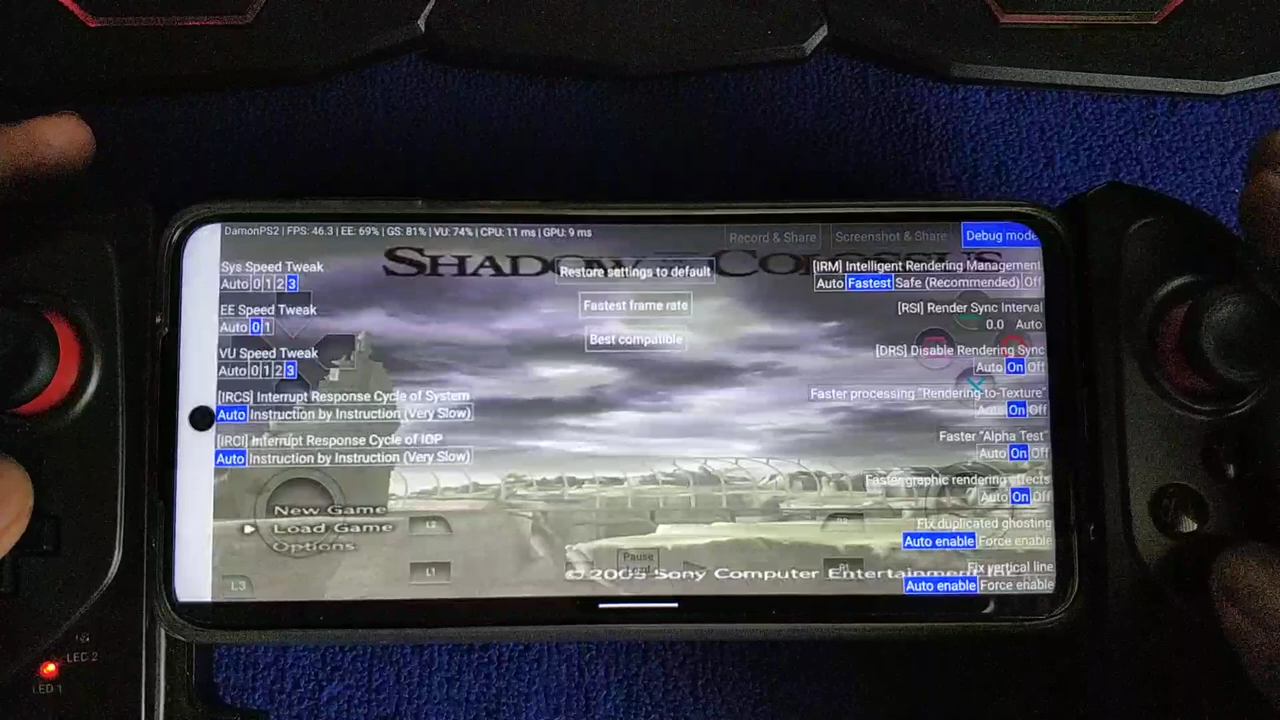 DamonPS2 | FPS: 46.3 | EE: 69% | GS: 81% | VU: 74% | CPU: 11 ms | GPU: 9 ms
Record & Share
Screenshot & Share
Debug mode
SHADOW OF THE COLOSSUS
Sys Speed Tweak
Auto 0 1 2 3
EE Speed Tweak
Auto 0 1
VU Speed Tweak
Auto 0 1 2 3
[IRCS] Interrupt Response Cycle of System
Auto Instruction by Instruction (Very Slow)
[IRCI] Interrupt Response Cycle of IOP
Auto Instruction by Instruction (Very Slow)
Restore settings to default
Fastest frame rate
Best compatible
[IRM] Intelligent Rendering Management
Auto Fastest Safe (Recommended) Off
[RSI] Render Sync Interval
0.0 Auto
[DRS] Disable Rendering Sync
Auto On Off
Faster processing "Rendering-to-Texture"
Auto On Off
Faster "Alpha Test"
Auto On Off
Faster graphic rendering effects
Auto On Off
Fix duplicated ghosting
Auto enable Force enable
Fix vertical line
Auto enable Force enable
New Game
Load Game
Options
L2
L1
R1
L3
Pause
© 2005 Sony Computer Entertainment Inc.
LED 2
LED 1